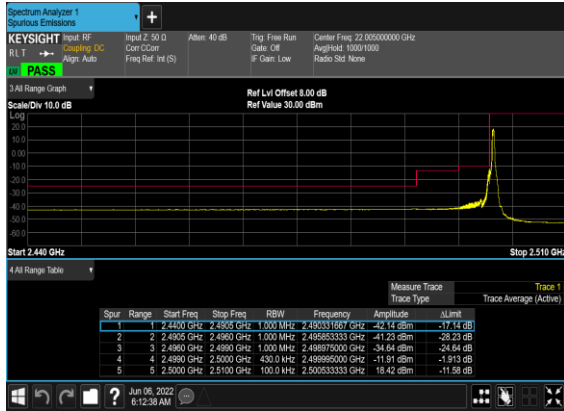 Spectrum Analyzer 1
Spurious Emissions
KEYSIGHT Input: RF Input Z: 50 Ω Atten: 40 dB Trig: Free Run Center Freq: 22.005000000 GHz
RLT Coupling: DC Corr CCorr Gate: Off Avg|Hold: 1000/1000
Align: Auto Freq Ref: Int (S) IF Gain: Low Radio Std: None
PASS
3 All Range Graph
Ref Lvl Offset 8.00 dB
Scale/Div 10.0 dB Ref Value 30.00 dBm
Log
20.0
10.0
0.00
-10.0
-20.0
-30.0
-40.0
-50.0
-60.0
Start 2.440 GHz Stop 2.510 GHz
4 All Range Table
Measure Trace Trace 1
Trace Type Trace Average (Active)
Spur Range Start Freq Stop Freq RBW Frequency Amplitude ΔLimit
1 1 2.4400 GHz 2.4905 GHz 1.000 MHz 2.490331667 GHz -42.14 dBm -17.14 dB
2 2 2.4905 GHz 2.4960 GHz 1.000 MHz 2.495853333 GHz -41.23 dBm -28.23 dB
3 3 2.4960 GHz 2.4990 GHz 1.000 MHz 2.498975000 GHz -34.64 dBm -24.64 dB
4 4 2.4990 GHz 2.5000 GHz 430.0 kHz 2.499995000 GHz -11.91 dBm -1.913 dB
5 5 2.5000 GHz 2.5100 GHz 100.0 kHz 2.500533333 GHz 18.42 dBm -11.58 dB
? Jun 06, 2022
6:12:38 AM